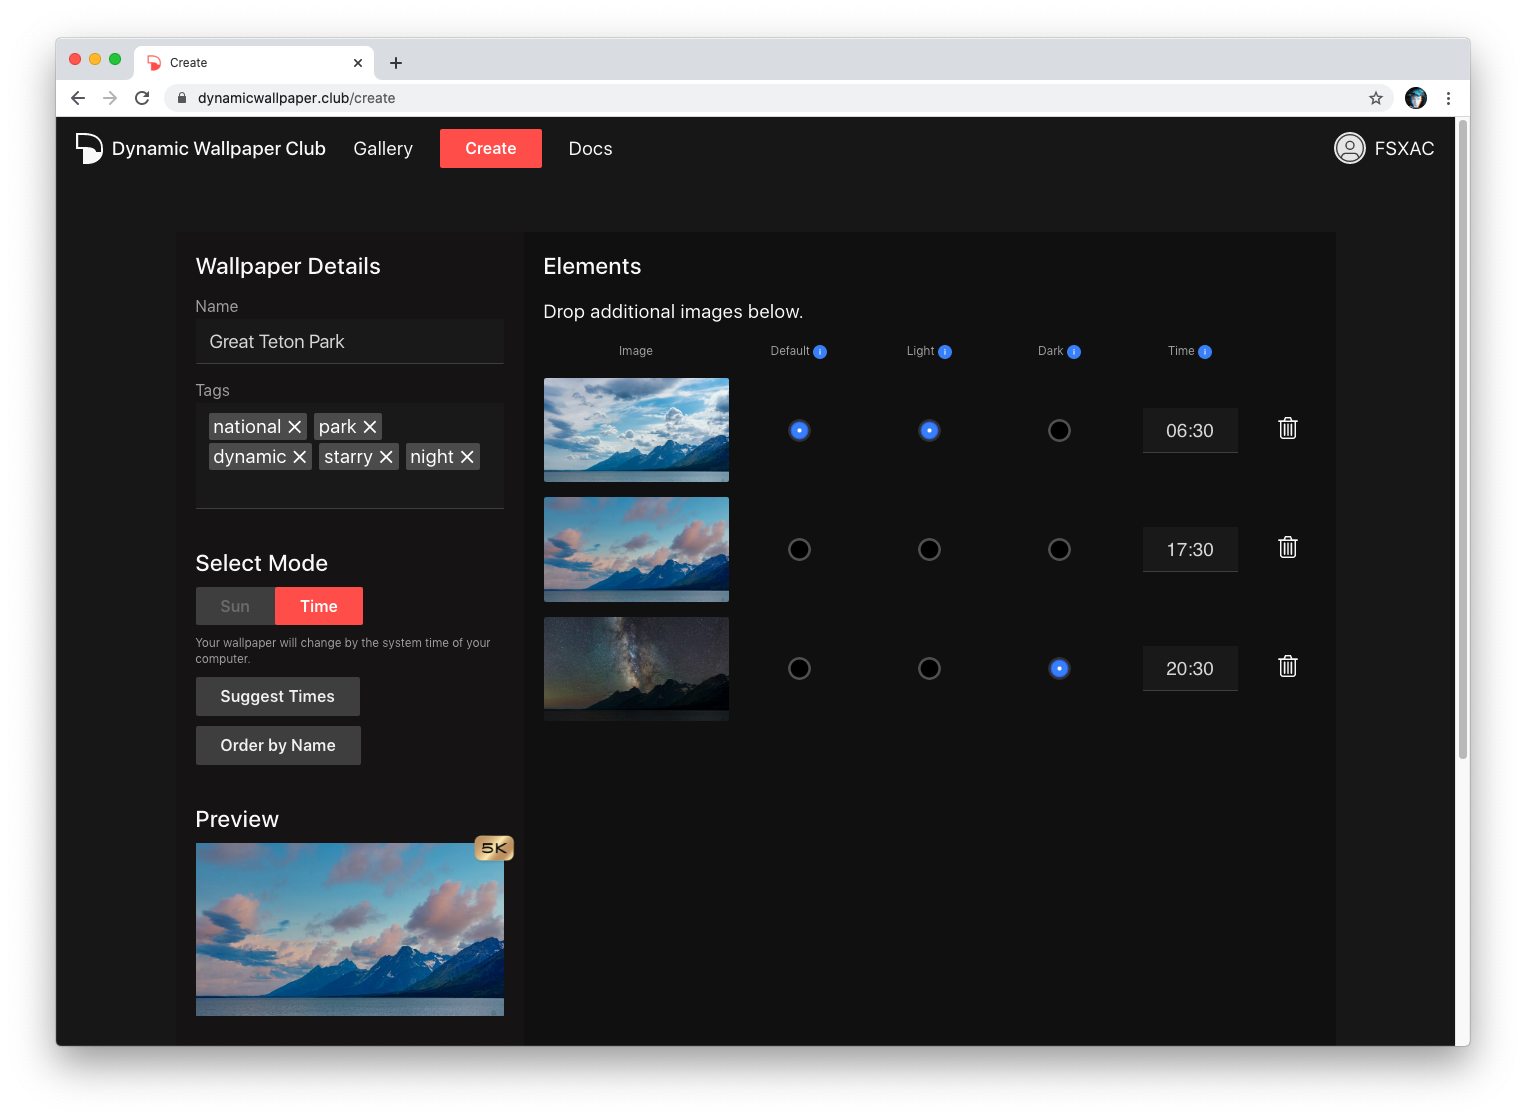 Create
dynamicwallpaper.club/create
Dynamic Wallpaper Club Gallery Create Docs FSXAC
Wallpaper Details
Name
Great Teton Park
Tags
national park
dynamic starry night
Select Mode
Sun Time
Your wallpaper will change by the system time of your
computer.
Suggest Times
Order by Name
Preview
5K
Elements
Drop additional images below.
Image Default i Light i Dark i Time i
06:30
17:30
20:30